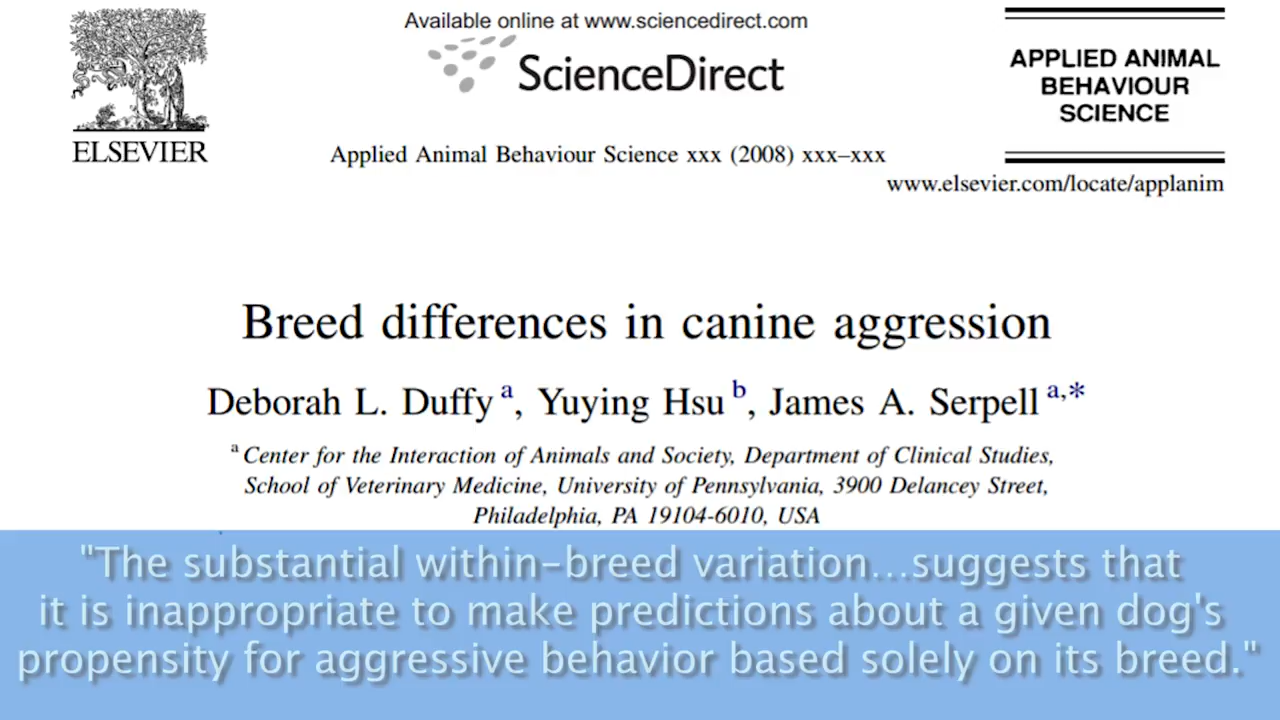 Available online at www.sciencedirect.com
ScienceDirect
ELSEVIER
APPLIED ANIMAL
BEHAVIOUR
SCIENCE
Applied Animal Behaviour Science xxx (2008) xxx–xxx
www.elsevier.com/locate/applanim
Breed differences in canine aggression
Deborah L. Duffy a, Yuying Hsu b, James A. Serpell a,*
a Center for the Interaction of Animals and Society, Department of Clinical Studies,
School of Veterinary Medicine, University of Pennsylvania, 3900 Delancey Street,
Philadelphia, PA 19104-6010, USA
"The substantial within-breed variation...suggests that
it is inappropriate to make predictions about a given dog's
propensity for aggressive behavior based solely on its breed."